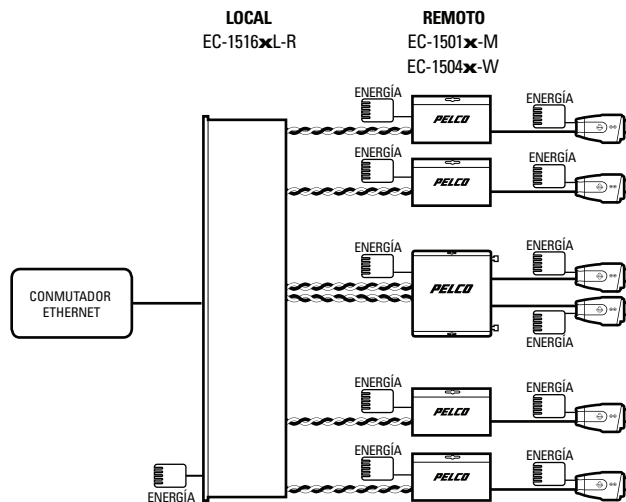 LOCAL
EC-1516xL-R
REMOTO
EC-1501x-M
EC-1504x-W
ENERGÍA
ENERGÍA
PELCO
ENERGÍA
ENERGÍA
PELCO
ENERGÍA
ENERGÍA
PELCO
CONMUTADOR
ETHERNET
ENERGÍA
ENERGÍA
ENERGÍA
PELCO
ENERGÍA
ENERGÍA
PELCO
ENERGÍA